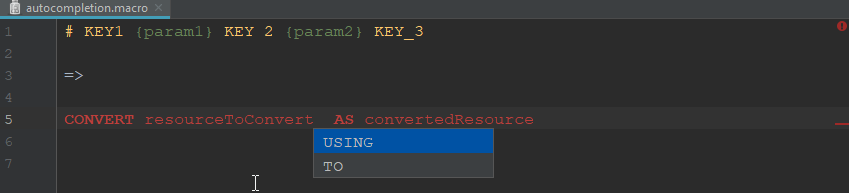 autocompletion.macro
1 # KEY1 {param1} KEY 2 {param2} KEY_3
2
3 =>
4
5 CONVERT resourceToConvert AS convertedResource
6 USING
7 TO